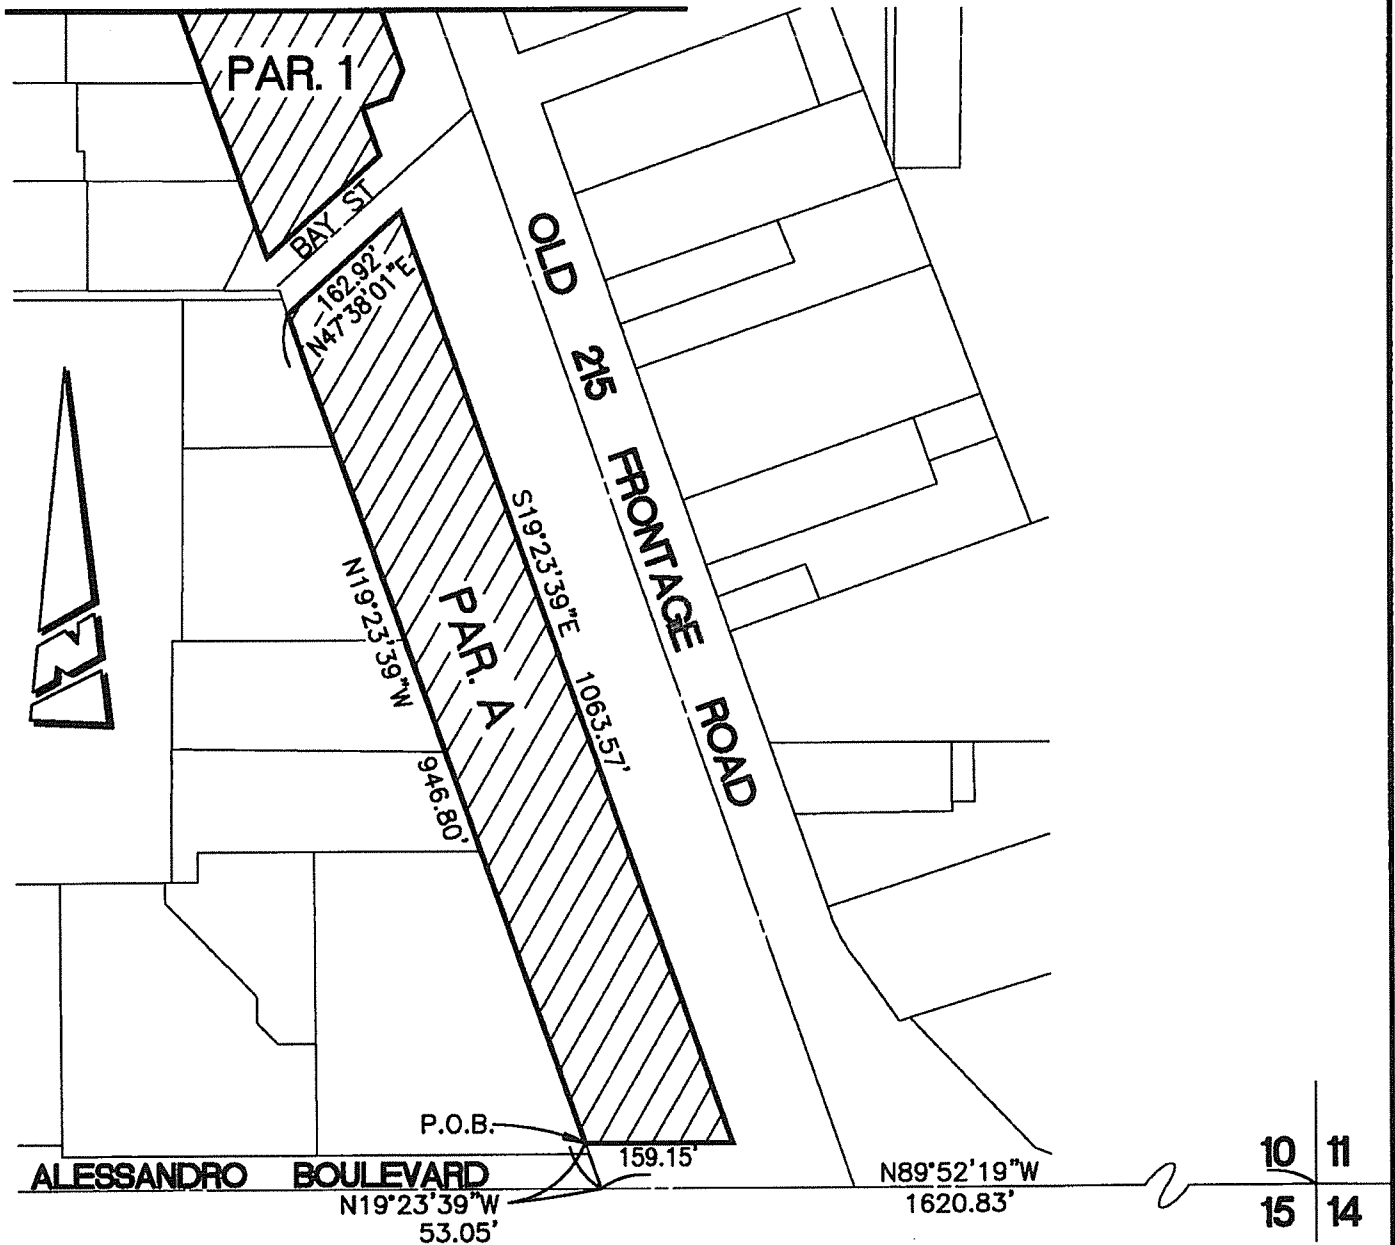 PAR. 1
BAY ST
162.92'
N47°38'01"E
OLD 215 FRONTAGE ROAD
S19°23'39"E 1063.57'
N19°23'39"W 946.80'
PAR. A
P.O.B.
159.15'
ALESSANDRO BOULEVARD
N19°23'39"W
53.05'
N89°52'19"W
1620.83'
10 11
15 14